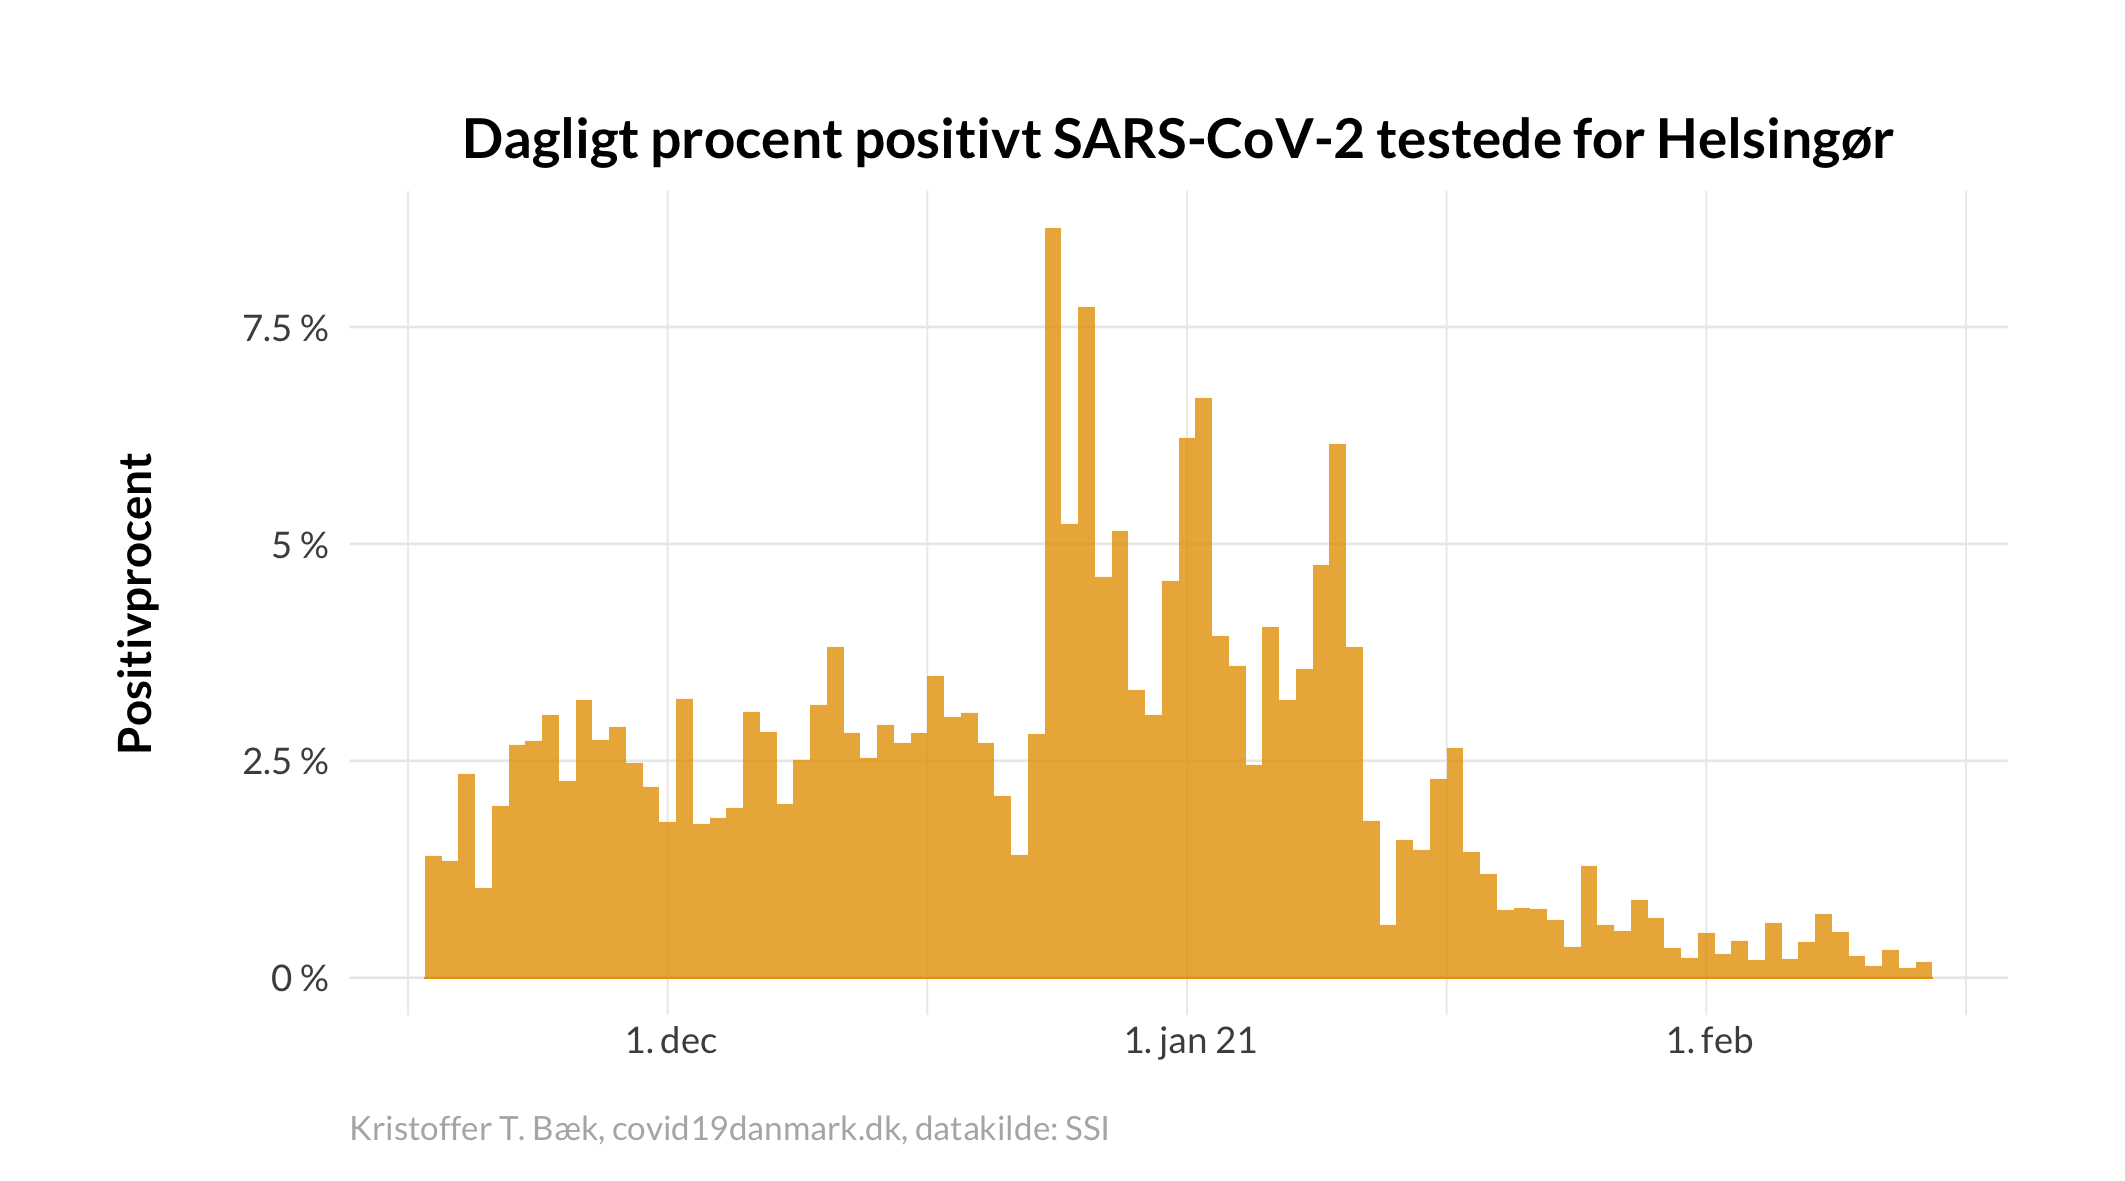 Dagligt procent positivt SARS-CoV-2 testede for Helsingør
Positivprocent
7.5 %
5 %
2.5 %
0 %
1. dec
1. jan 21
1. feb
Kristoffer T. Bæk, covid19danmark.dk, datakilde: SSI